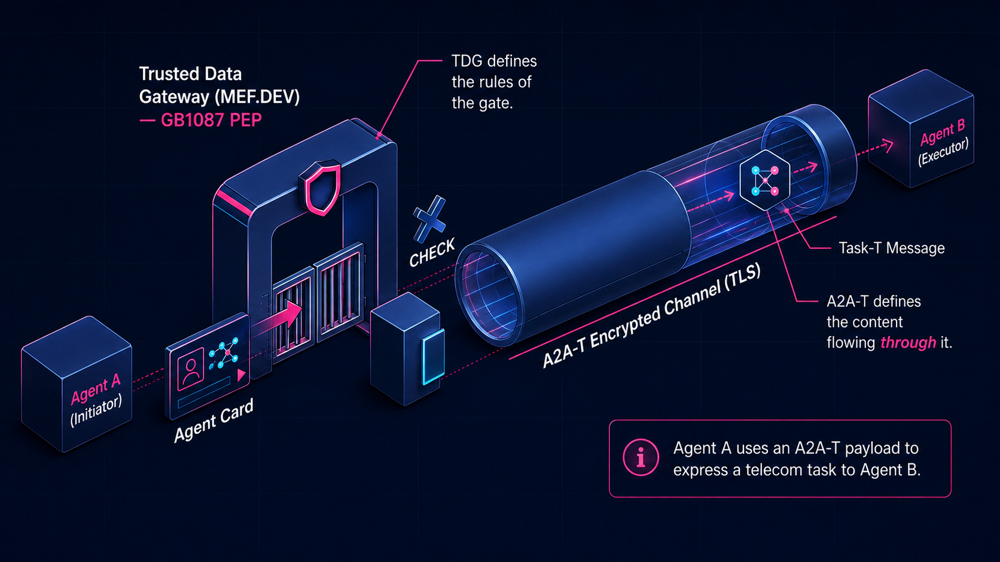 Trusted Data
Gateway (MEF.DEV)
— GB1087 PEP
TDG defines
the rules of
the gate.
Agent B
(Executor)
CHECK
Task-T Message
A2A-T Encrypted Channel (TLS)
A2A-T defines
the content
flowing through it.
Agent A
(Initiator)
Agent Card
i
Agent A uses an A2A-T payload to
express a telecom task to Agent B.